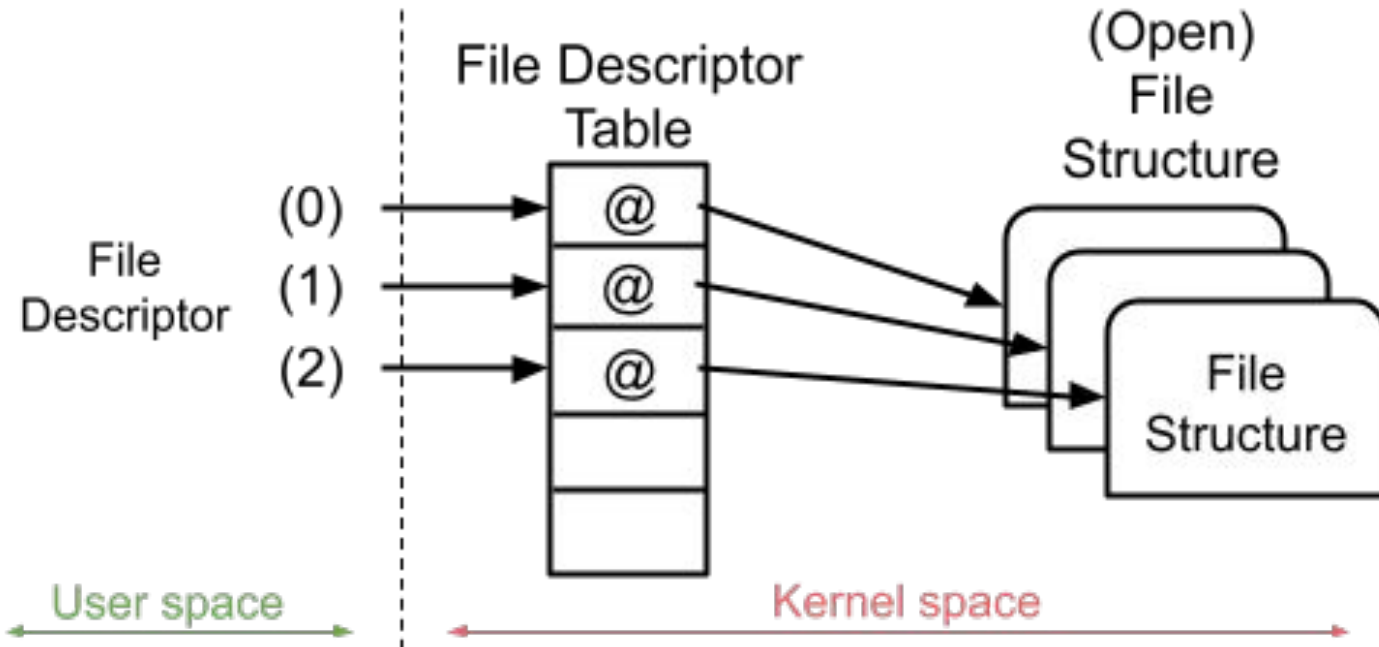 File Descriptor
Table
(Open)
File
Structure
File
Descriptor
(0)
(1)
(2)
@
@
@
File
Structure
User space
Kernel space